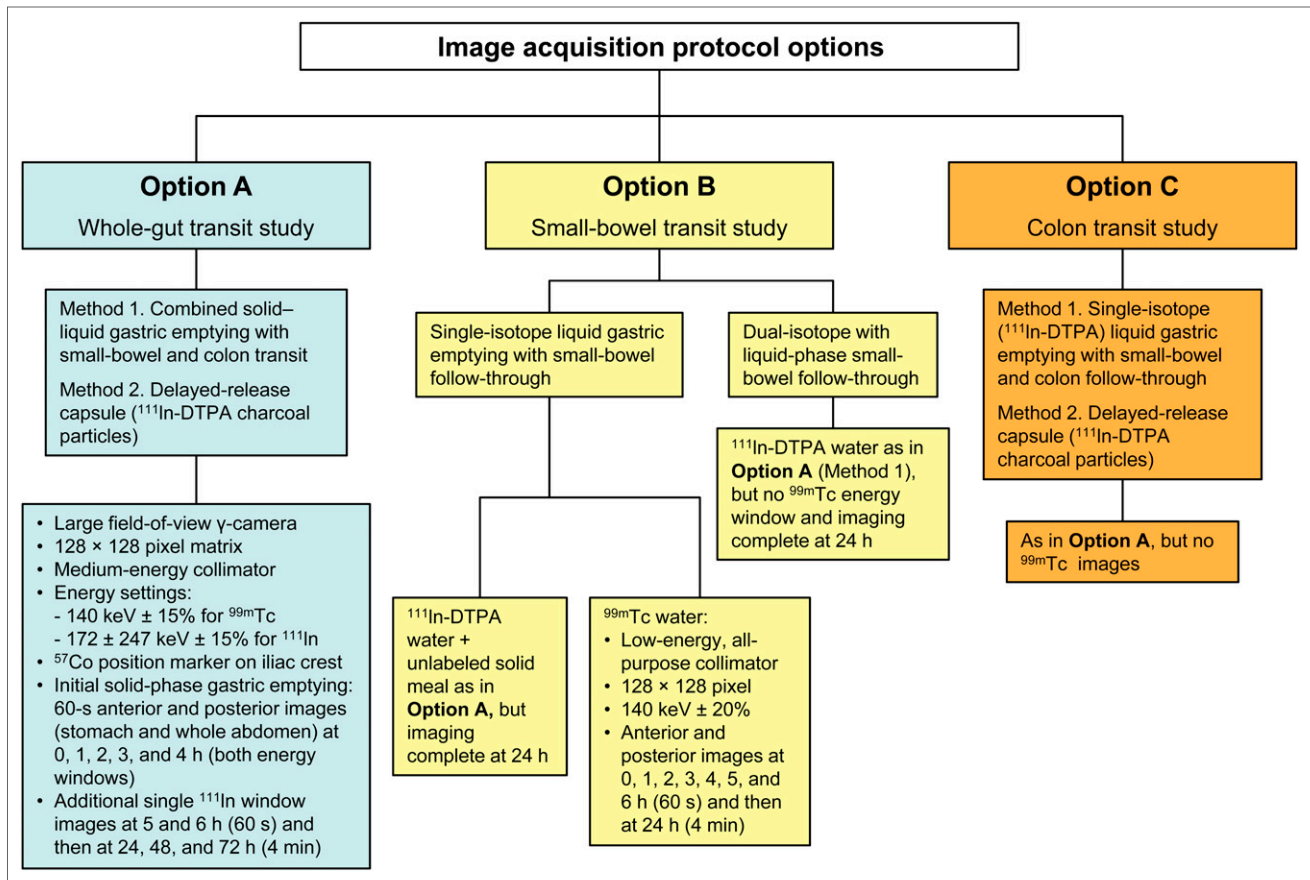 Image acquisition protocol options
Option A
Whole-gut transit study
Method 1. Combined solid–
liquid gastric emptying with
small-bowel and colon transit
Method 2. Delayed-release
capsule (¹¹¹In-DTPA charcoal
particles)
• Large field-of-view γ-camera
• 128 × 128 pixel matrix
• Medium-energy collimator
• Energy settings:
- 140 keV ± 15% for ⁹⁹ᵐTc
- 172 ± 247 keV ± 15% for ¹¹¹In
• ⁵⁷Co position marker on iliac crest
• Initial solid-phase gastric emptying:
60-s anterior and posterior images
(stomach and whole abdomen) at
0, 1, 2, 3, and 4 h (both energy
windows)
• Additional single ¹¹¹In window
images at 5 and 6 h (60 s) and
then at 24, 48, and 72 h (4 min)
Option B
Small-bowel transit study
Single-isotope liquid gastric
emptying with small-bowel
follow-through
Dual-isotope with
liquid-phase small-
bowel follow-through
¹¹¹In-DTPA water as in
Option A (Method 1),
but no ⁹⁹ᵐTc energy
window and imaging
complete at 24 h
¹¹¹In-DTPA
water +
unlabeled solid
meal as in
Option A, but
imaging
complete at 24 h
⁹⁹ᵐTc water:
• Low-energy, all-
purpose collimator
• 128 × 128 pixel
• 140 keV ± 20%
• Anterior and
posterior images at
0, 1, 2, 3, 4, 5, and
6 h (60 s) and then
at 24 h (4 min)
Option C
Colon transit study
Method 1. Single-isotope
(¹¹¹In-DTPA) liquid gastric
emptying with small-bowel
and colon follow-through
Method 2. Delayed-release
capsule (¹¹¹In-DTPA
charcoal particles)
As in Option A, but no
⁹⁹ᵐTc images